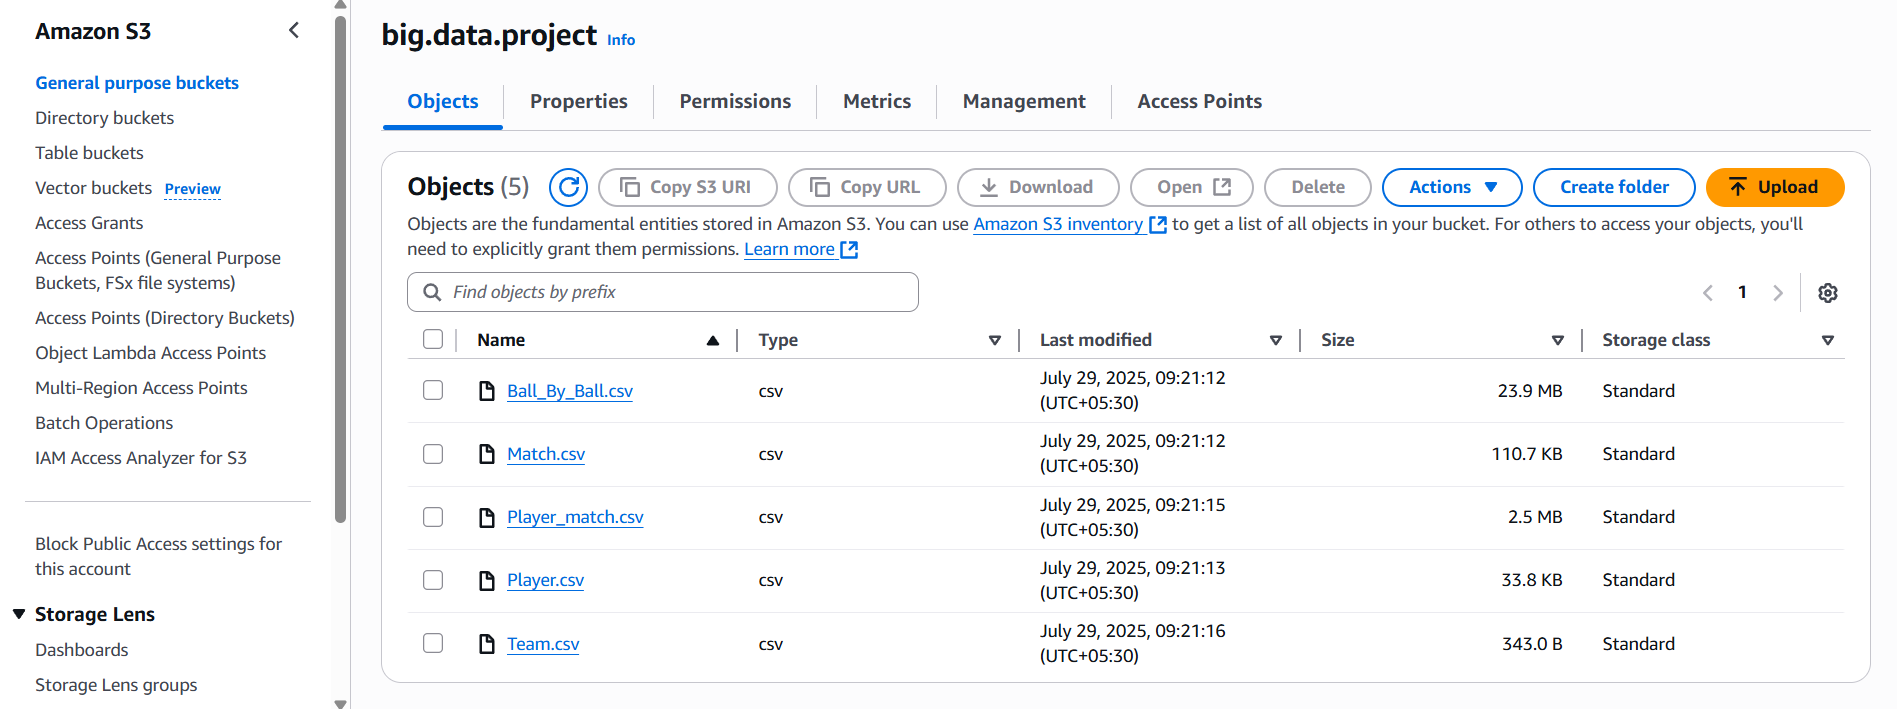 Amazon S3
General purpose buckets
Directory buckets
Table buckets
Vector buckets Preview
Access Grants
Access Points (General Purpose
Buckets, FSx file systems)
Access Points (Directory Buckets)
Object Lambda Access Points
Multi-Region Access Points
Batch Operations
IAM Access Analyzer for S3
Block Public Access settings for
this account
Storage Lens
Dashboards
Storage Lens groups
big.data.project Info
Objects Properties Permissions Metrics Management Access Points
Objects (5) Copy S3 URI Copy URL Download Open Delete Actions Create folder Upload
Objects are the fundamental entities stored in Amazon S3. You can use Amazon S3 inventory to get a list of all objects in your bucket. For others to access your objects, you'll
need to explicitly grant them permissions. Learn more
Find objects by prefix 1
Name Type Last modified Size Storage class
Ball_By_Ball.csv csv July 29, 2025, 09:21:12 (UTC+05:30) 23.9 MB Standard
Match.csv csv July 29, 2025, 09:21:12 (UTC+05:30) 110.7 KB Standard
Player_match.csv csv July 29, 2025, 09:21:15 (UTC+05:30) 2.5 MB Standard
Player.csv csv July 29, 2025, 09:21:13 (UTC+05:30) 33.8 KB Standard
Team.csv csv July 29, 2025, 09:21:16 (UTC+05:30) 343.0 B Standard